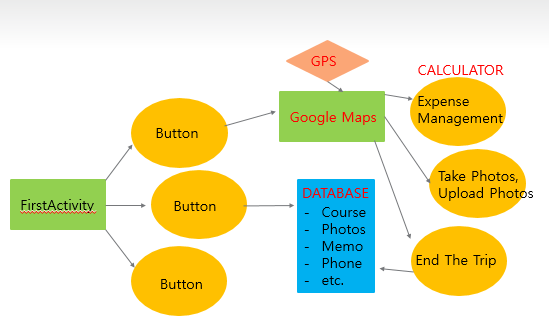 GPS
CALCULATOR
Expense
Management
Google Maps
Button
Take Photos,
Upload Photos
FirstActivity
Button
DATABASE
- Course
- Photos
- Memo
- Phone
- etc.
End The Trip
Button